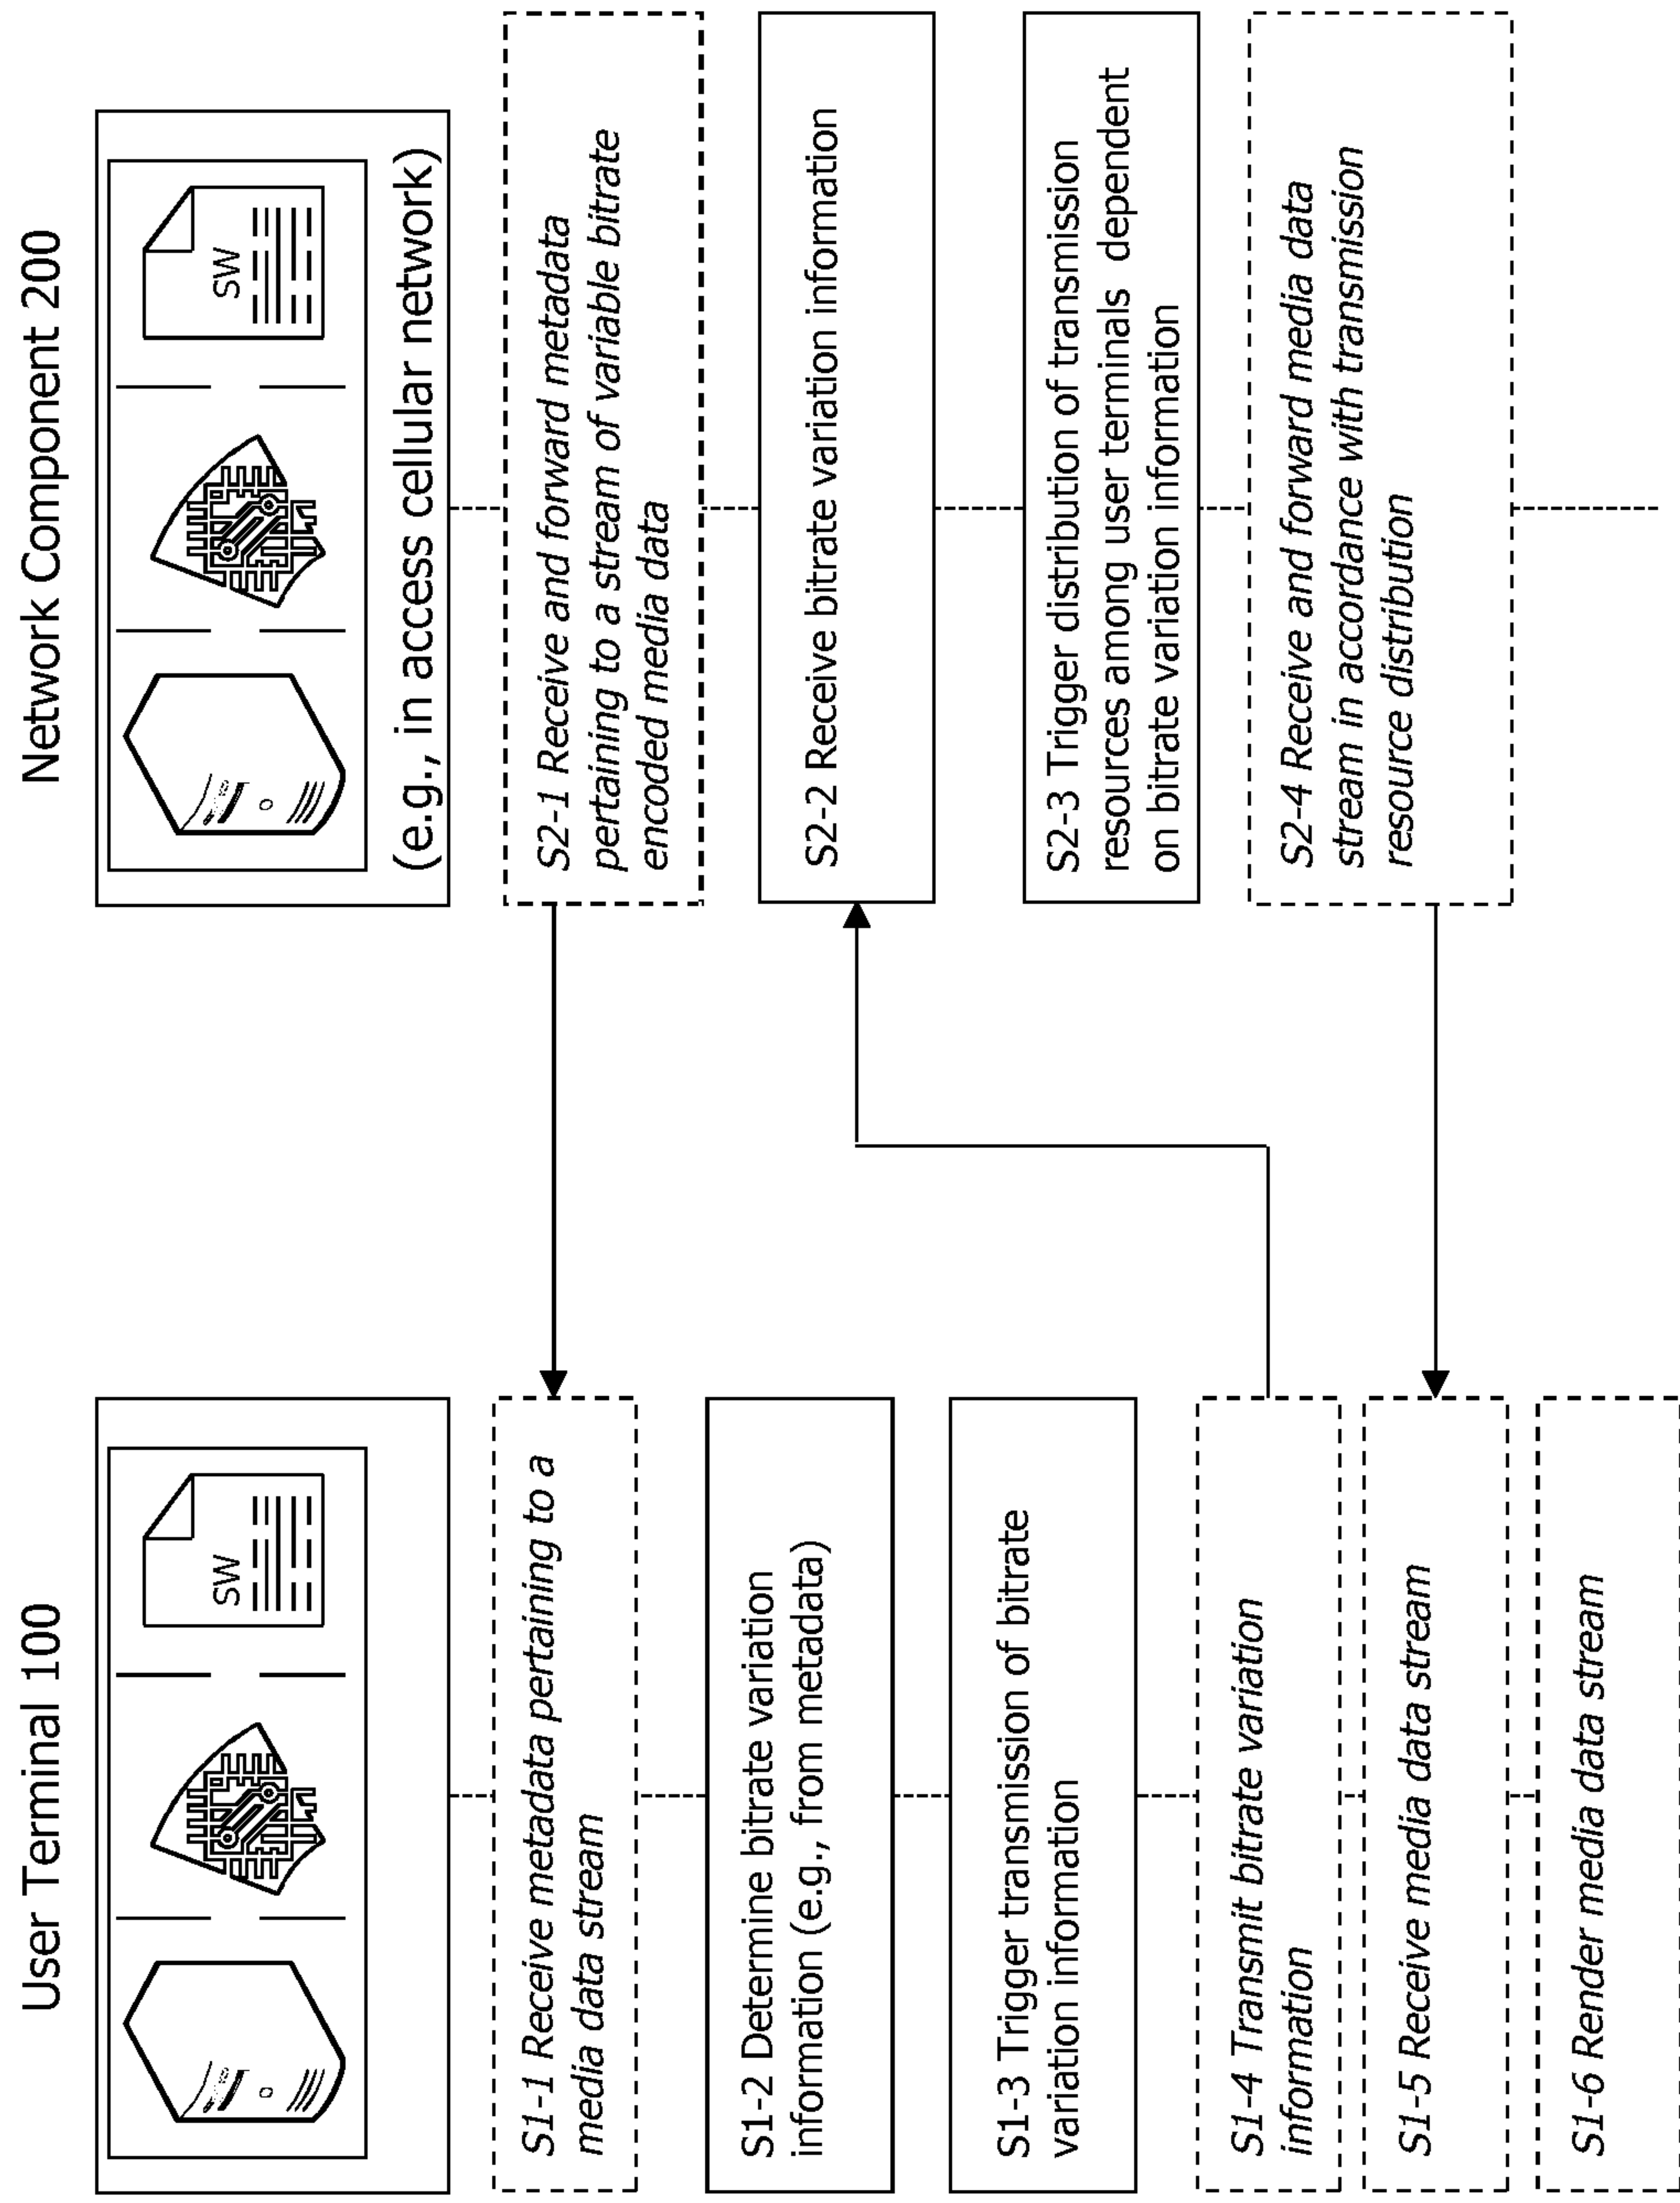 User Terminal 100
SW
S1-1 Receive metadata pertaining to a
media data stream
S1-2 Determine bitrate variation
information (e.g., from metadata)
S1-3 Trigger transmission of bitrate
variation information
S1-4 Transmit bitrate variation
information
S1-5 Receive media data stream
S1-6 Render media data stream
Network Component 200
SW
(e.g., in access cellular network)
S2-1 Receive and forward metadata
pertaining to a stream of variable bitrate
encoded media data
S2-2 Receive bitrate variation information
S2-3 Trigger distribution of transmission
resources among user terminals dependent
on bitrate variation information
S2-4 Receive and forward media data
stream in accordance with transmission
resource distribution